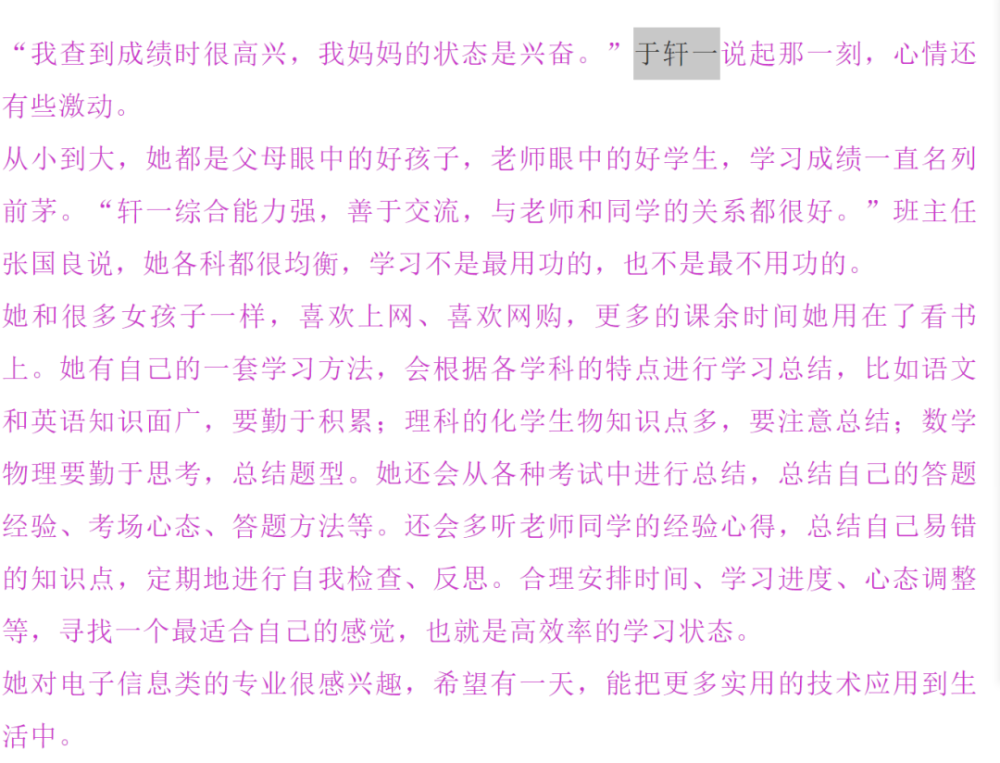 “我查到成绩时很高兴，我妈妈的状态是兴奋。”于轩一说起那一刻，心情还
有些激动。
从小到大，她都是父母眼中的好孩子，老师眼中的好学生，学习成绩一直名列
前茅。“轩一综合能力强，善于交流，与老师和同学的关系都很好。”班主任
张国良说，她各科都很均衡，学习不是最用功的，也不是最不用功的。
她和很多女孩子一样，喜欢上网、喜欢网购，更多的课余时间她用在了看书
上。她有自己的一套学习方法，会根据各学科的特点进行学习总结，比如语文
和英语知识面广，要勤于积累；理科的化学生物知识点多，要注意总结；数学
物理要勤于思考，总结题型。她还会从各种考试中进行总结，总结自己的答题
经验、考场心态、答题方法等。还会多听老师同学的经验心得，总结自己易错
的知识点，定期地进行自我检查、反思。合理安排时间、学习进度、心态调整
等，寻找一个最适合自己的感觉，也就是高效率的学习状态。
她对电子信息类的专业很感兴趣，希望有一天，能把更多实用的技术应用到生
活中。